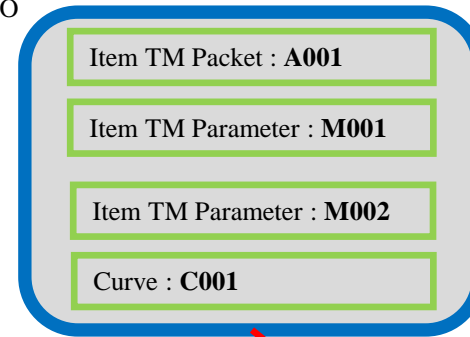 O
Item TM Packet : A001
Item TM Parameter : M001
Item TM Parameter : M002
Curve : C001